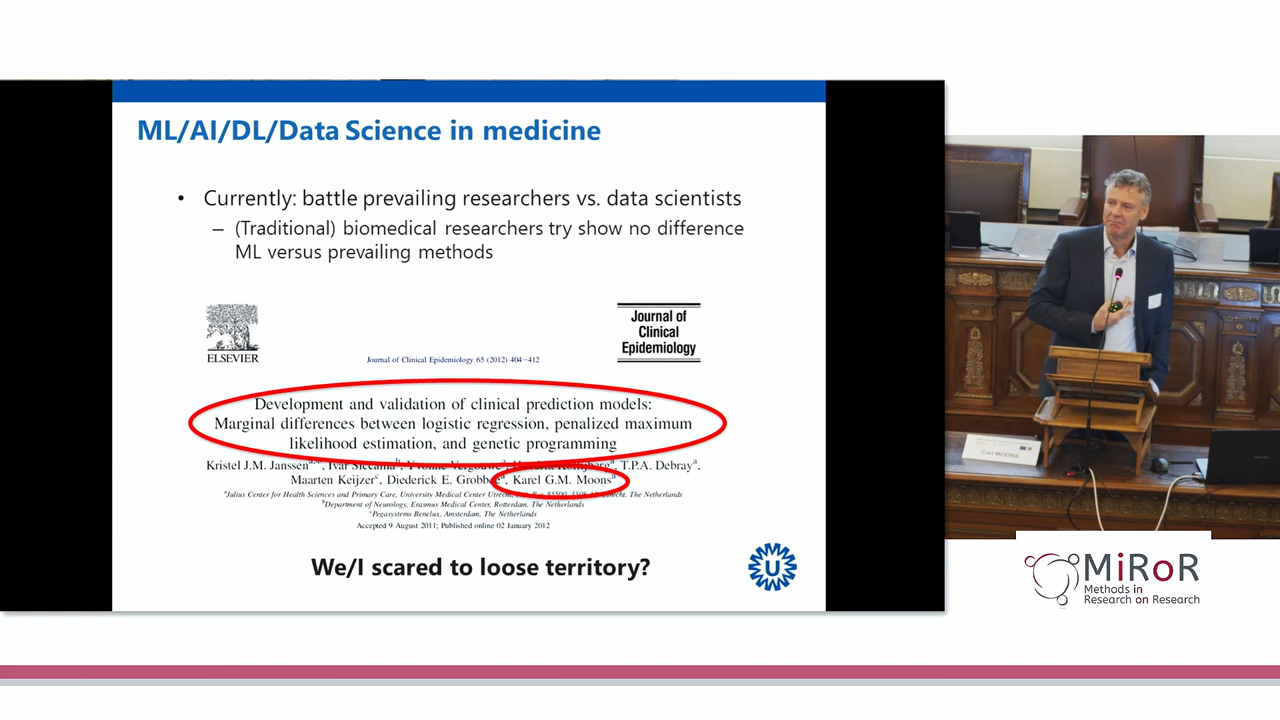 ML/AI/DL/Data Science in medicine
• Currently: battle prevailing researchers vs. data scientists
– (Traditional) biomedical researchers try show no difference
ML versus prevailing methods
ELSEVIER
Journal of Clinical Epidemiology 65 (2012) 404–412
Journal of
Clinical
Epidemiology
Development and validation of clinical prediction models:
Marginal differences between logistic regression, penalized maximum
likelihood estimation, and genetic programming
Kristel J.M. Janssen, Ivar Siccama, Yvonne Vergouwe, T.P.A. Debray,
Maarten Keijzer, Diederick E. Grobbee, Karel G.M. Moons
Julius Center for Health Sciences and Primary Care, University Medical Center Utrecht, The Netherlands
Department of Neurology, Erasmus Medical Center, Rotterdam, The Netherlands
Pegasystems Benelux, Amsterdam, The Netherlands
Accepted 9 August 2011; Published online 02 January 2012
We/I scared to loose territory?
U
Carl MOONS
MiRoR
Methods in
Research on Research